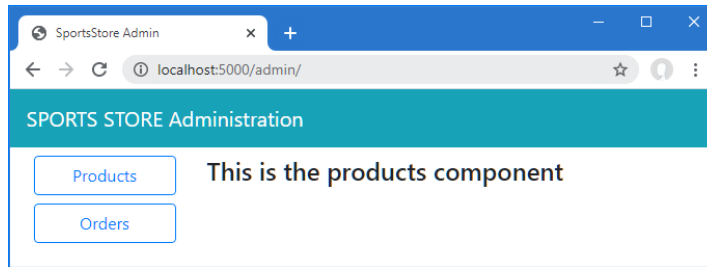 SportsStore Admin
localhost:5000/admin/
SPORTS STORE Administration
Products
This is the products component
Orders